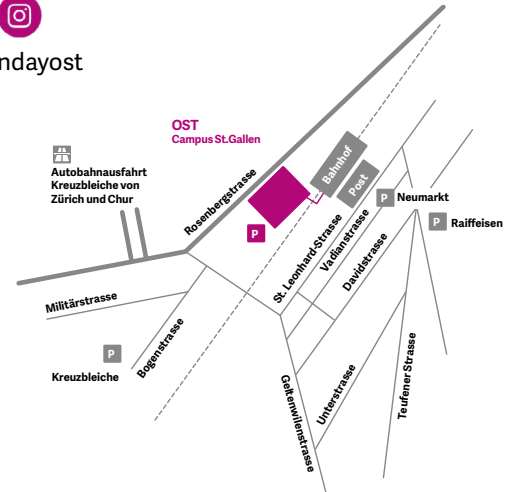 ndayost
OST
Campus St.Gallen
Autobahnausfahrt
Kreuzbleiche von
Zürich und Chur
Rosenbergstrasse
Bahnhof
Post
P
Neumarkt
P
Raiffeisen
P
St. Leonhard-Strasse
Vadianstrasse
Davidstrasse
Militärstrasse
P
Kreuzbleiche
Bogenstrasse
Geltenwilenstrasse
Unterstrasse
Teufener Strasse